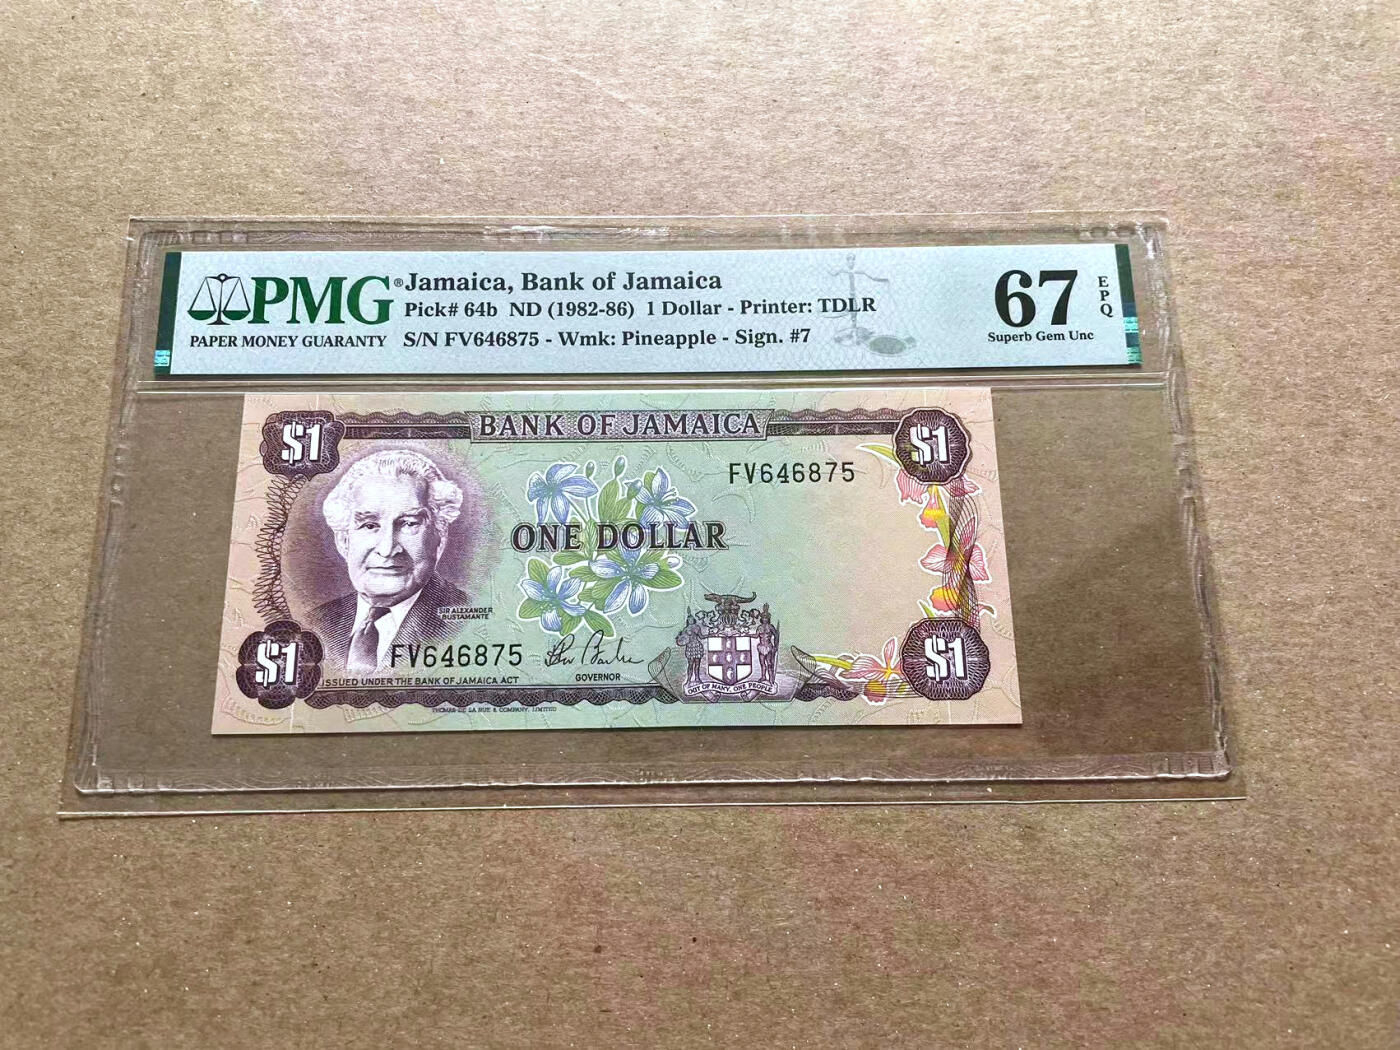 PMG®
PAPER MONEY GUARANTY
Jamaica, Bank of Jamaica
Pick# 64b ND (1982-86) 1 Dollar - Printer: TDLR
S/N FV646875 - Wmk: Pineapple - Sign. #7
67
EPQ
Superb Gem Unc
$1
BANK OF JAMAICA
$1
FV646875
ONE DOLLAR
SIR ALEXANDER
BUSTAMANTE
FV646875
GOVERNOR
$1
$1
ISSUED UNDER THE BANK OF JAMAICA ACT
OUT OF MANY, ONE PEOPLE
THOMAS DE LA RUE & COMPANY, LIMITED